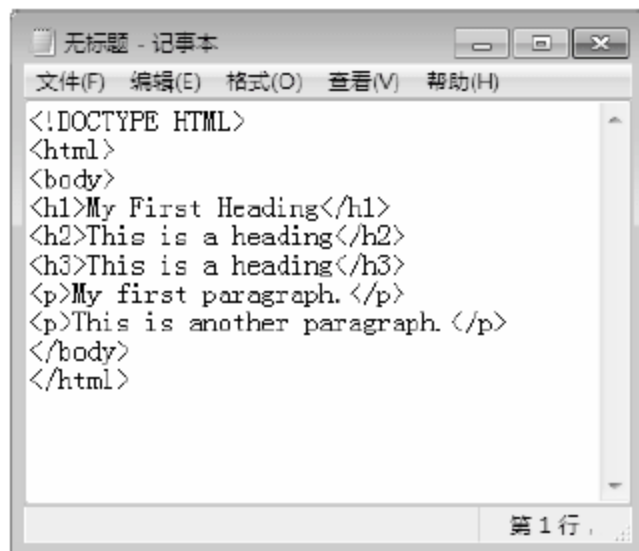 无标题 - 记事本
文件(F) 编辑(E) 格式(O) 查看(V) 帮助(H)
<!DOCTYPE HTML>
<html>
<body>
<h1>My First Heading</h1>
<h2>This is a heading</h2>
<h3>This is a heading</h3>
<p>My first paragraph.</p>
<p>This is another paragraph.</p>
</body>
</html>
第 1 行，